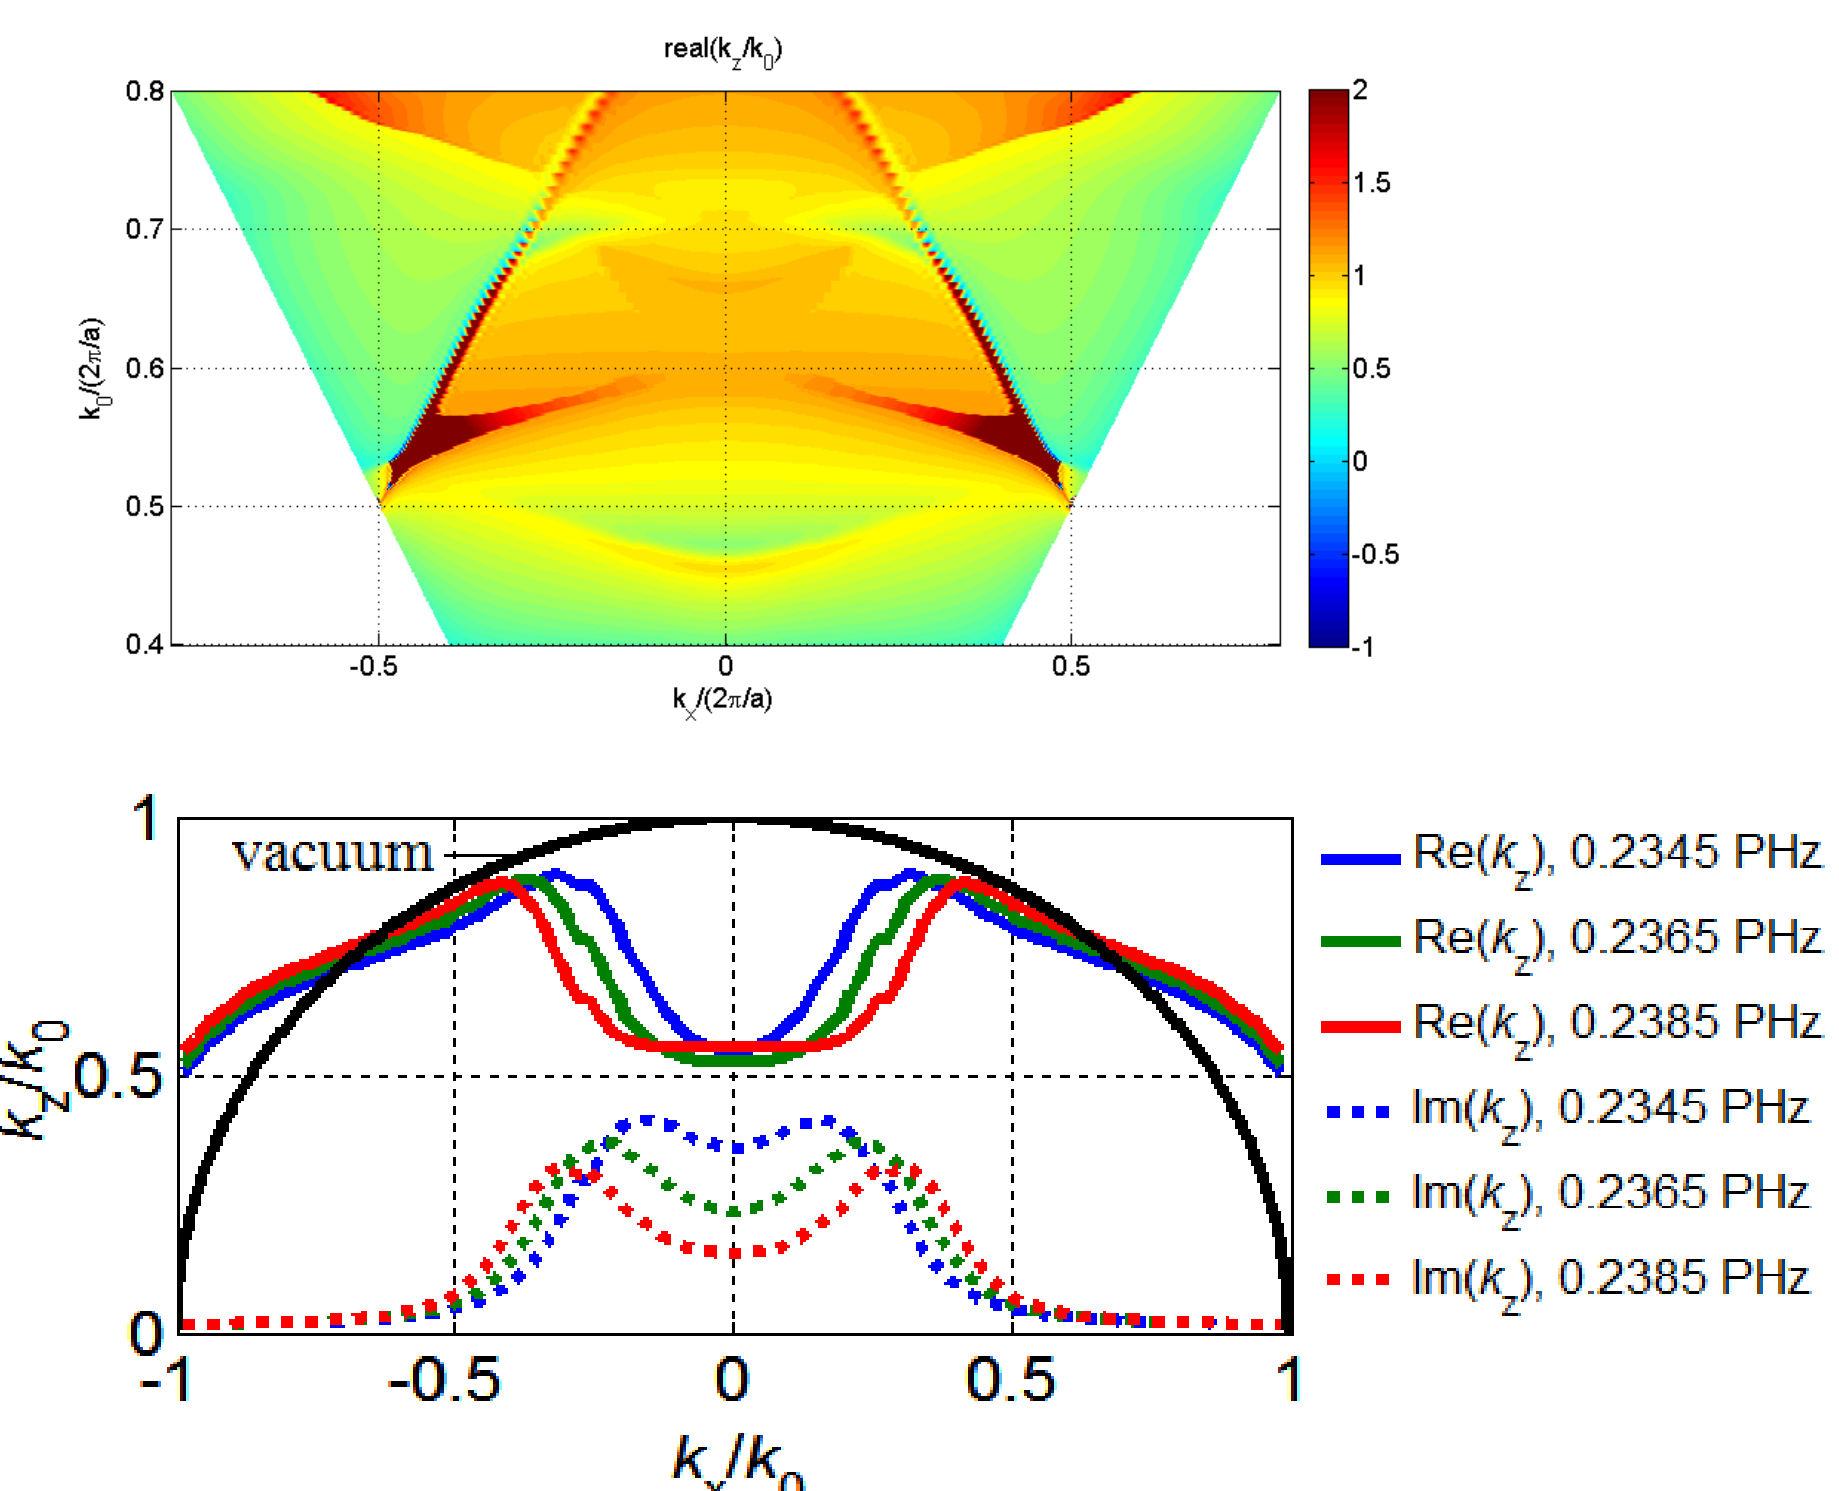 real(k_z/k_0)
0.8
0.7
0.6
0.5
0.4
k_0/(2π/a)
-0.5 0 0.5
k_x/(2π/a)
2
1.5
1
0.5
0
-0.5
-1
1
0.5
0
k_z/k_0
vacuum
-1 -0.5 0 0.5 1
k_x/k_0
Re(k_z), 0.2345 PHz
Re(k_z), 0.2365 PHz
Re(k_z), 0.2385 PHz
Im(k_z), 0.2345 PHz
Im(k_z), 0.2365 PHz
Im(k_z), 0.2385 PHz